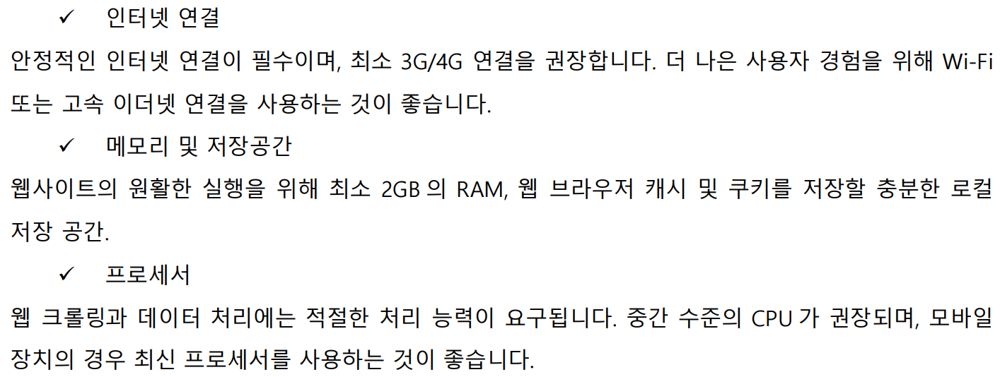 ✓ 인터넷 연결
안정적인 인터넷 연결이 필수이며, 최소 3G/4G 연결을 권장합니다. 더 나은 사용자 경험을 위해 Wi-Fi
또는 고속 이더넷 연결을 사용하는 것이 좋습니다.
✓ 메모리 및 저장공간
웹사이트의 원활한 실행을 위해 최소 2GB의 RAM, 웹 브라우저 캐시 및 쿠키를 저장할 충분한 로컬
저장 공간.
✓ 프로세서
웹 크롤링과 데이터 처리에는 적절한 처리 능력이 요구됩니다. 중간 수준의 CPU가 권장되며, 모바일
장치의 경우 최신 프로세서를 사용하는 것이 좋습니다.